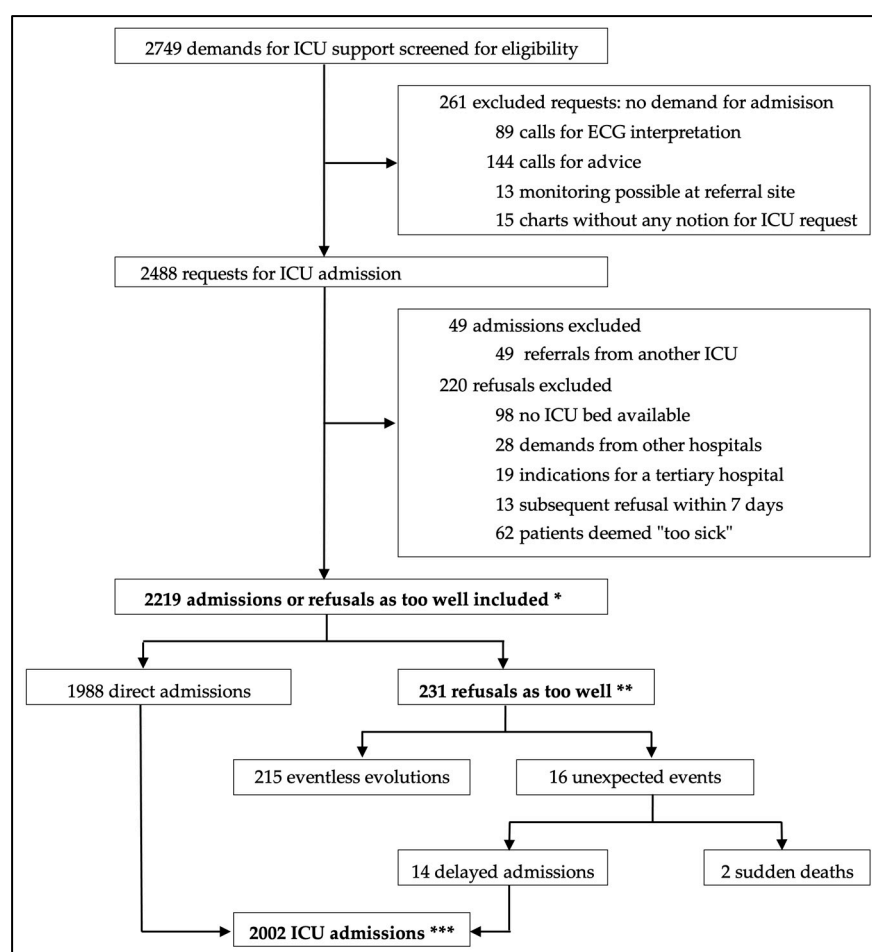 2749 demands for ICU support screened for eligibility
261 excluded requests: no demand for admisison
89 calls for ECG interpretation
144 calls for advice
13 monitoring possible at referral site
15 charts without any notion for ICU request
2488 requests for ICU admission
49 admissions excluded
49 referrals from another ICU
220 refusals excluded
98 no ICU bed available
28 demands from other hospitals
19 indications for a tertiary hospital
13 subsequent refusal within 7 days
62 patients deemed "too sick"
2219 admissions or refusals as too well included *
1988 direct admissions
231 refusals as too well **
215 eventless evolutions
16 unexpected events
14 delayed admissions
2 sudden deaths
2002 ICU admissions ***